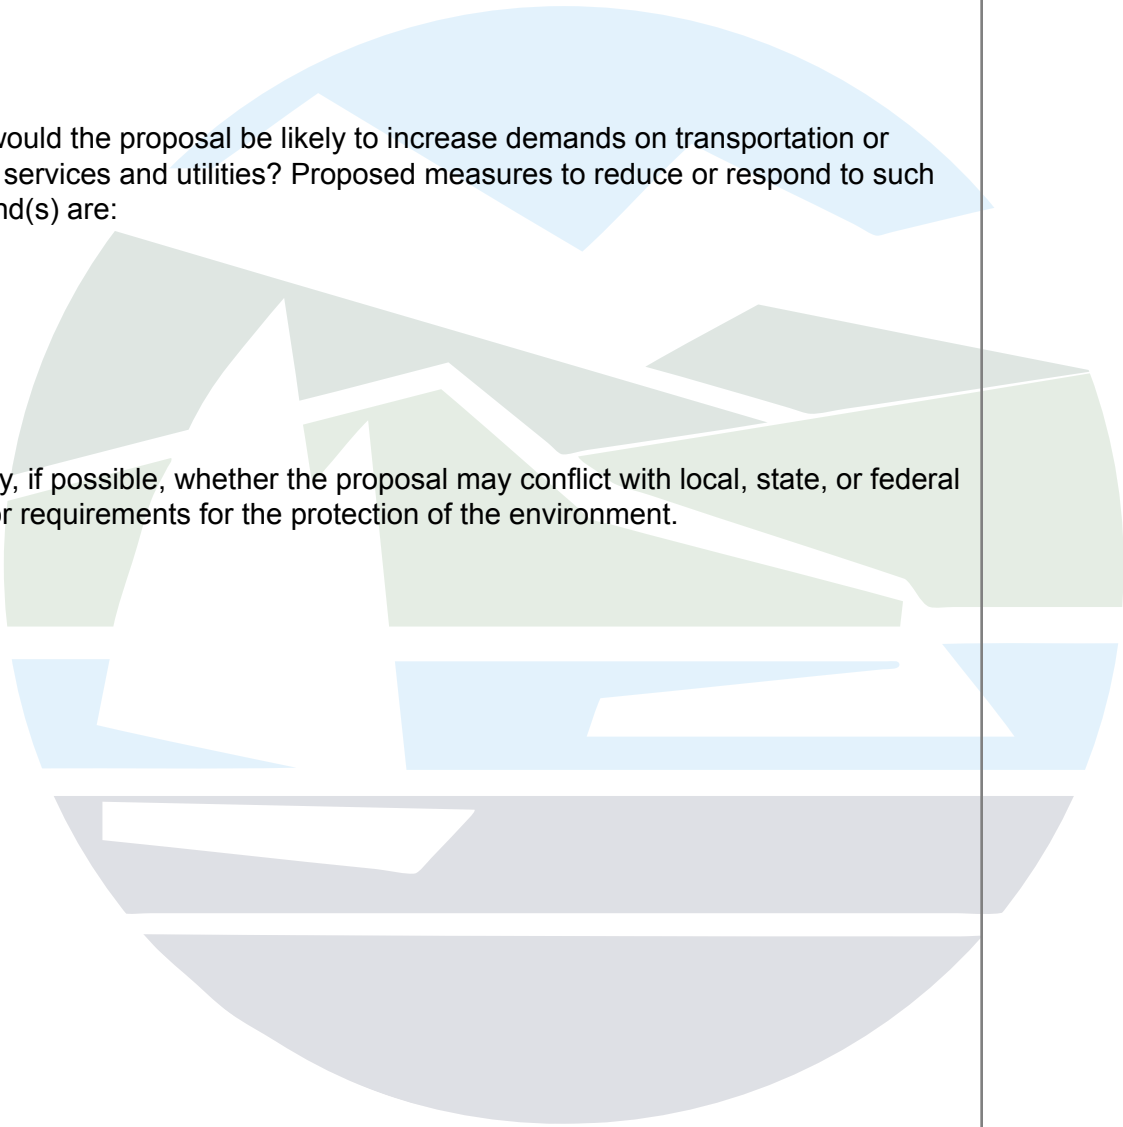 would the proposal be likely to increase demands on transportation or
services and utilities? Proposed measures to reduce or respond to such
nd(s) are:
y, if possible, whether the proposal may conflict with local, state, or federal
or requirements for the protection of the environment.